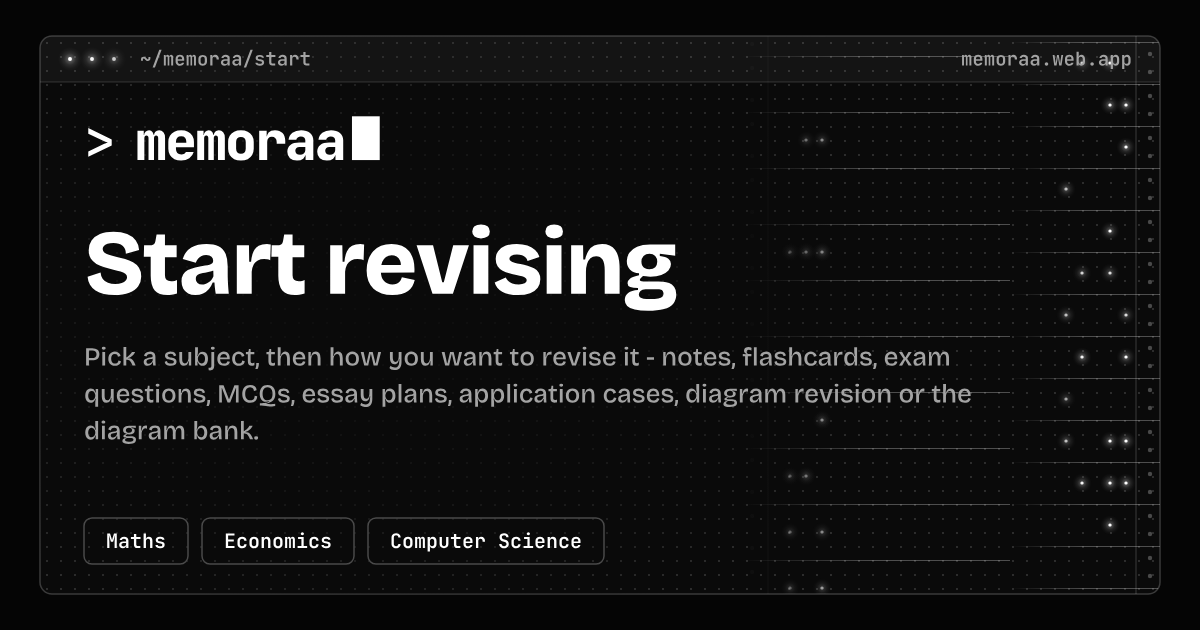 ~/memoraa/start
memoraa.web.app
> memoraa
Start revising
Pick a subject, then how you want to revise it - notes, flashcards, exam
questions, MCQs, essay plans, application cases, diagram revision or the
diagram bank.
Maths
Economics
Computer Science